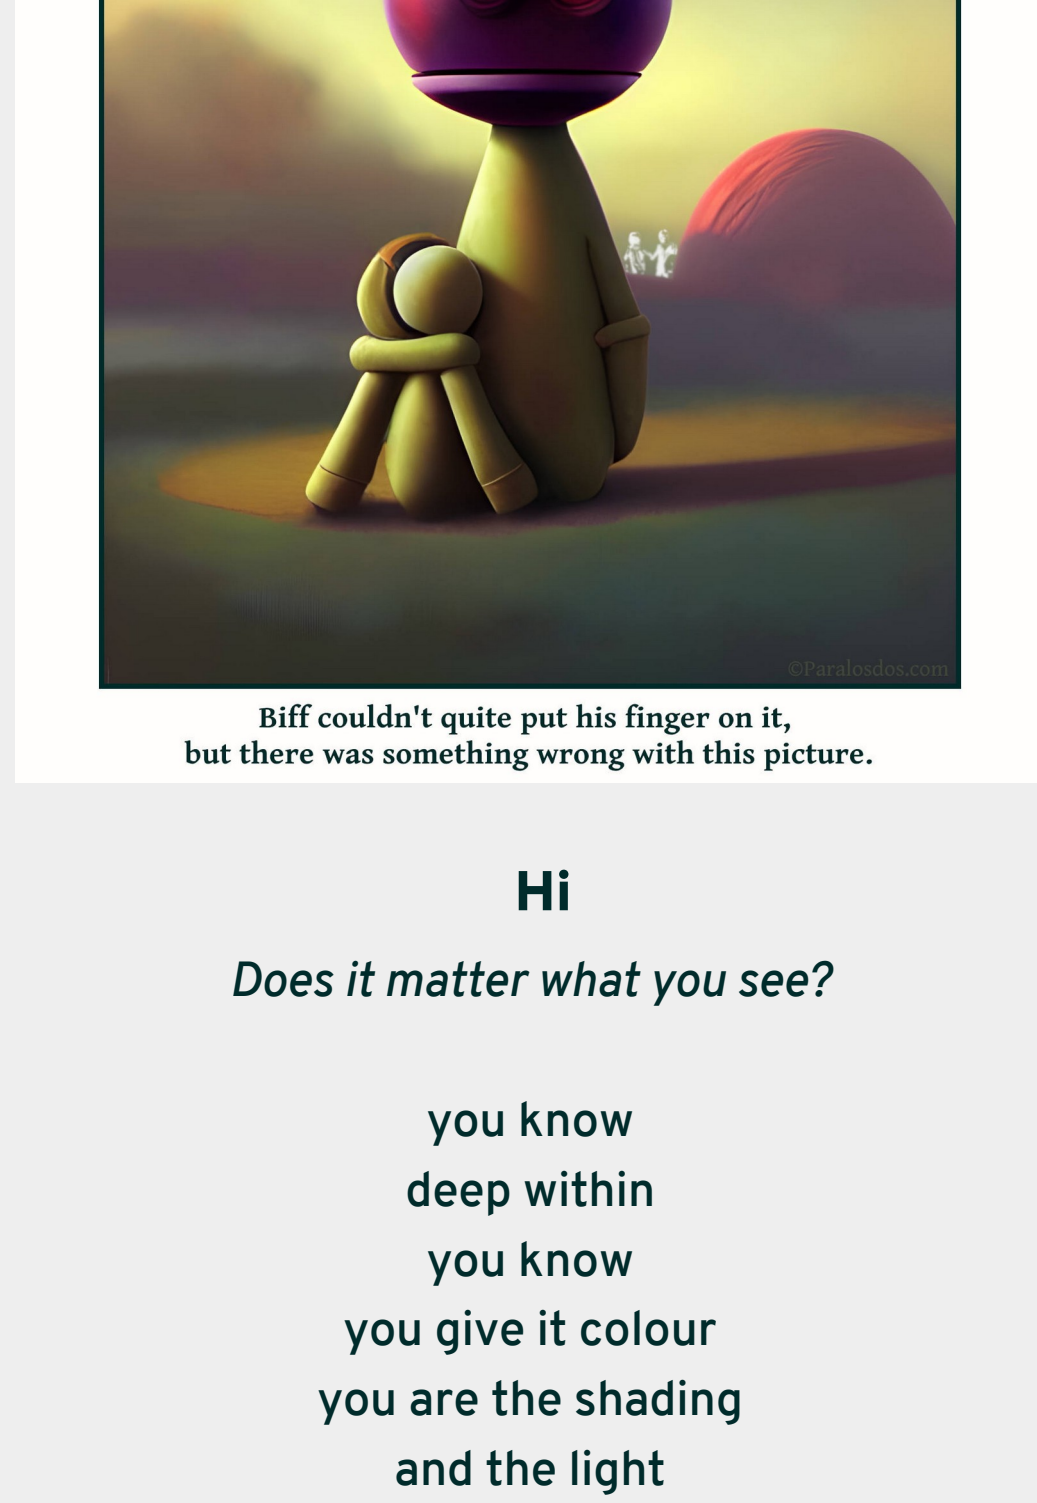 ©Paralosdos.com
Biff couldn't quite put his finger on it,
but there was something wrong with this picture.
Hi
Does it matter what you see?
you know
deep within
you know
you give it colour
you are the shading
and the light